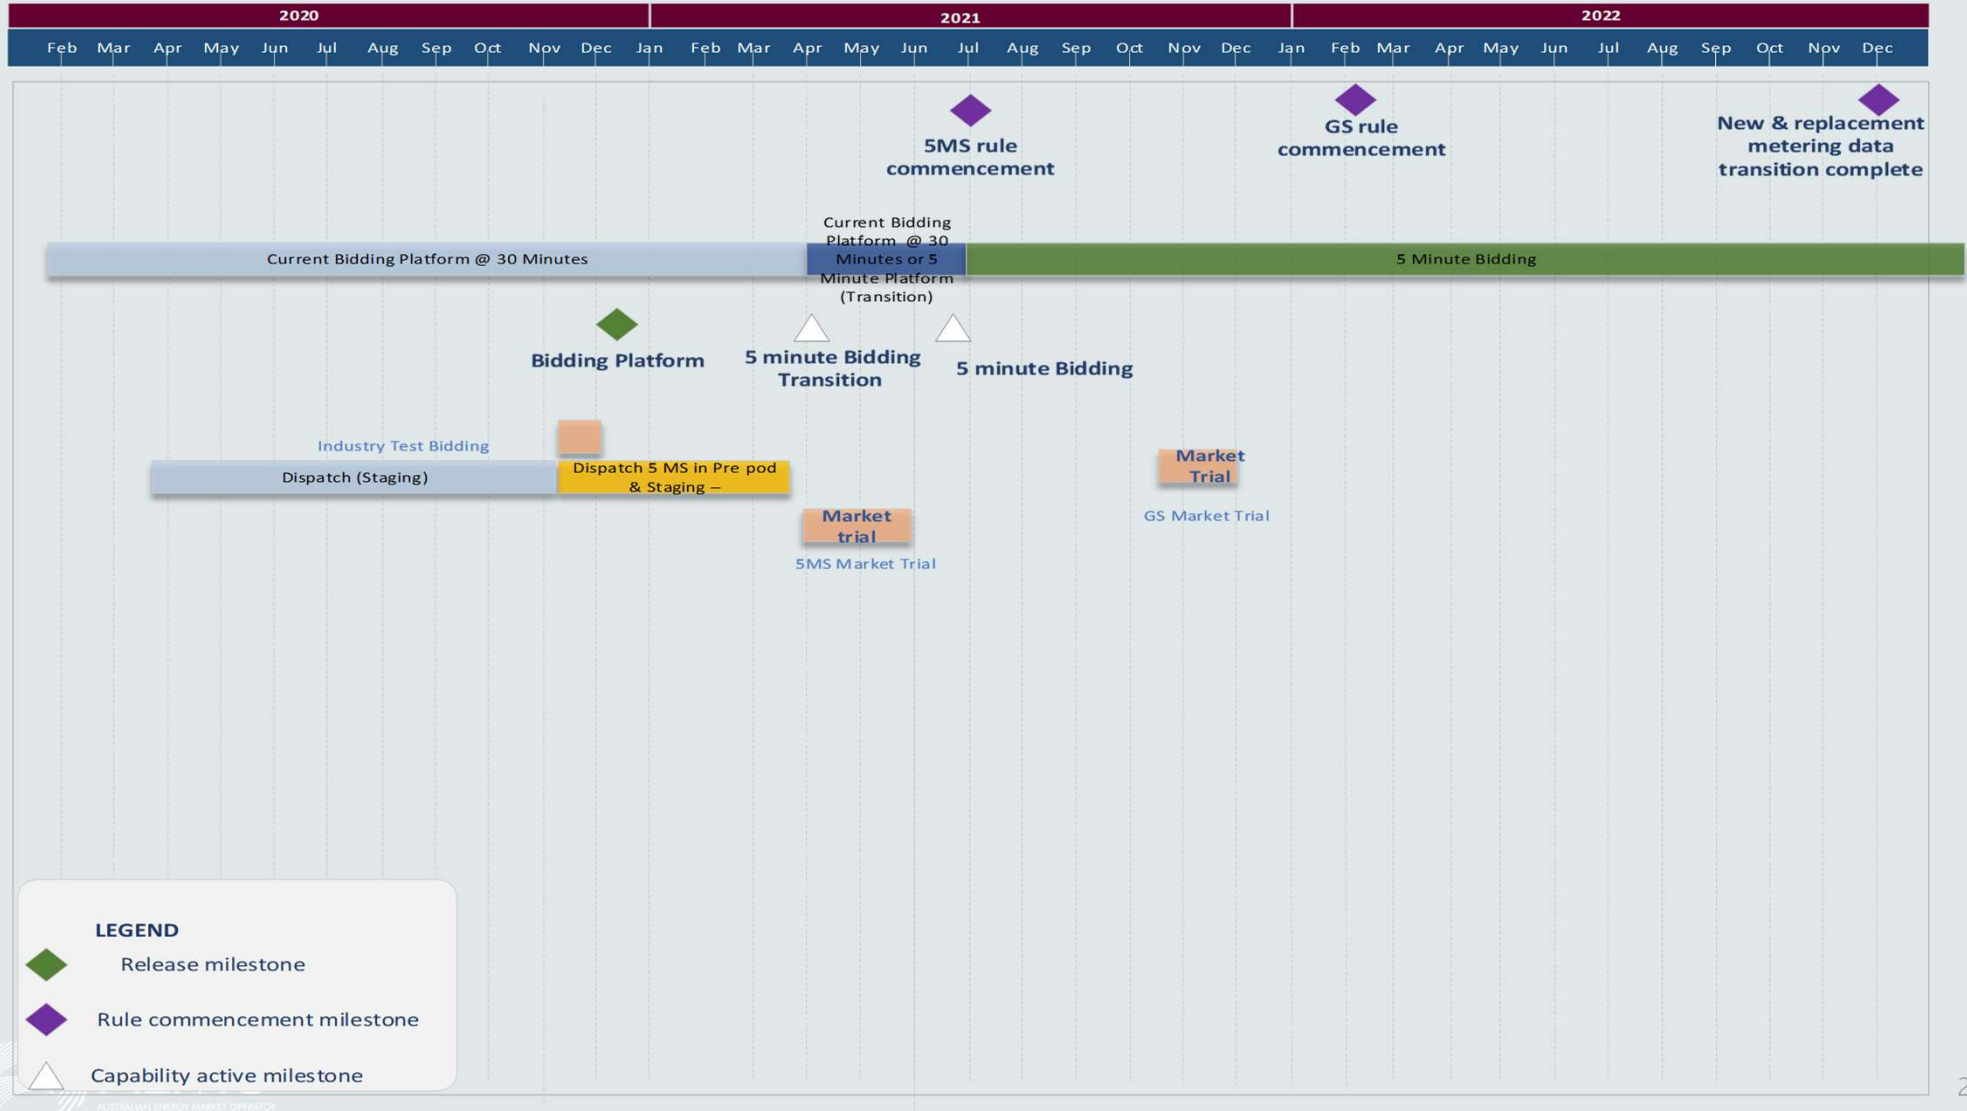 2020 2021 2022
Feb Mar Apr May Jun Jul Aug Sep Oct Nov Dec Jan Feb Mar Apr May Jun Jul Aug Sep Oct Nov Dec Jan Feb Mar Apr May Jun Jul Aug Sep Oct Nov Dec
5MS rule
commencement
GS rule
commencement
New & replacement
metering data
transition complete
Current Bidding Platform @ 30 Minutes
Current Bidding
Platform @ 30
Minutes or 5
Minute Platform
(Transition)
5 Minute Bidding
Bidding Platform
5 minute Bidding
Transition
5 minute Bidding
Industry Test Bidding
Dispatch (Staging)
Dispatch 5 MS in Pre pod
& Staging –
Market
trial
5MS Market Trial
Market
Trial
GS Market Trial
LEGEND
Release milestone
Rule commencement milestone
Capability active milestone
AUSTRALIAN ENERGY MARKET OPERATOR
2